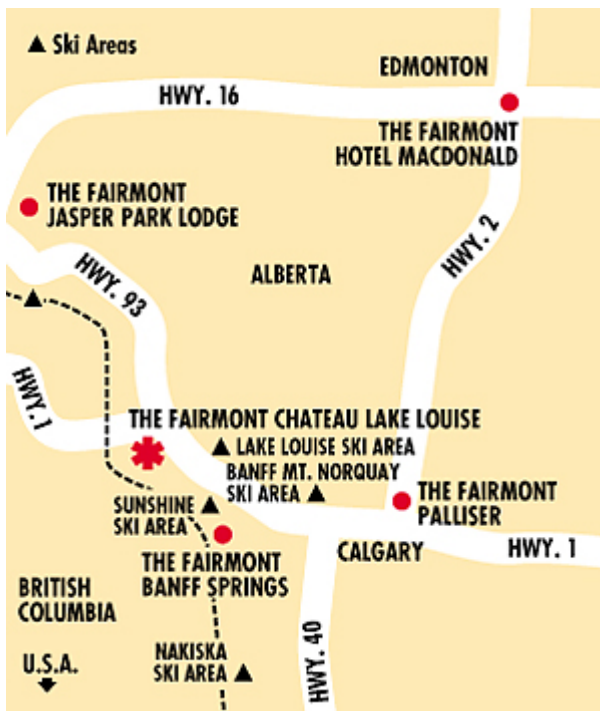 Ski Areas
EDMONTON
HWY. 16
THE FAIRMONT
HOTEL MACDONALD
THE FAIRMONT
JASPER PARK LODGE
HWY. 2
HWY. 93
ALBERTA
HWY. 1
THE FAIRMONT CHATEAU LAKE LOUISE
LAKE LOUISE SKI AREA
BANFF MT. NORQUAY
SKI AREA
SUNSHINE
SKI AREA
THE FAIRMONT
PALLISER
THE FAIRMONT
BANFF SPRINGS
CALGARY
HWY. 1
BRITISH
COLUMBIA
HWY. 40
NAKISKA
SKI AREA
U.S.A.